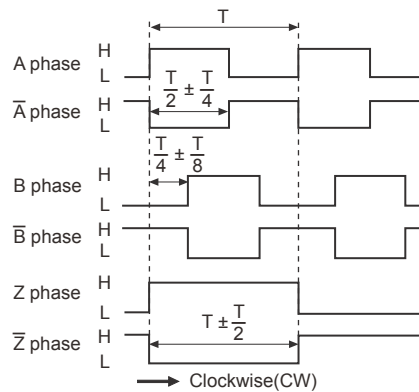 T
A phase H
L
A̅ phase H
L
T/2 ± T/4
T/4 ± T/8
B phase H
L
B̅ phase H
L
Z phase H
L
Z̅ phase H
L
T ± T/2
Clockwise(CW)